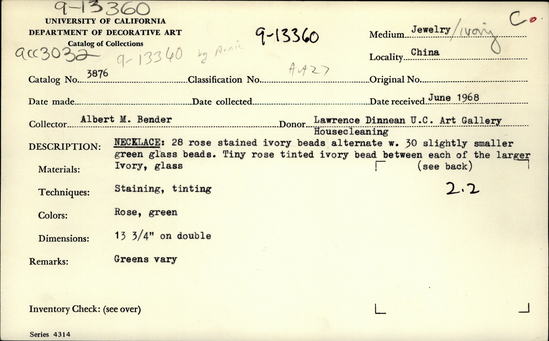 9-13360
UNIVERSITY OF CALIFORNIA
DEPARTMENT OF DECORATIVE ART
Catalog of Collections
acc3032 9-13360 by Annie 9-13360
Medium Jewelry/ivory C.
Locality China
Catalog No. 3876 Classification No. A.A27 Original No.
Date made Date collected Date received June 1968
Collector Albert M. Bender Donor Lawrence Dinnean U.C. Art Gallery
Housecleaning
DESCRIPTION: NECKLACE: 28 rose stained ivory beads alternate w. 30 slightly smaller
green glass beads. Tiny rose tinted ivory bead between each of the larger
Materials: Ivory, glass (see back)
Techniques: Staining, tinting 2.2
Colors: Rose, green
Dimensions: 13 3/4" on double
Remarks: Greens vary
Inventory Check: (see over)
Series 4314